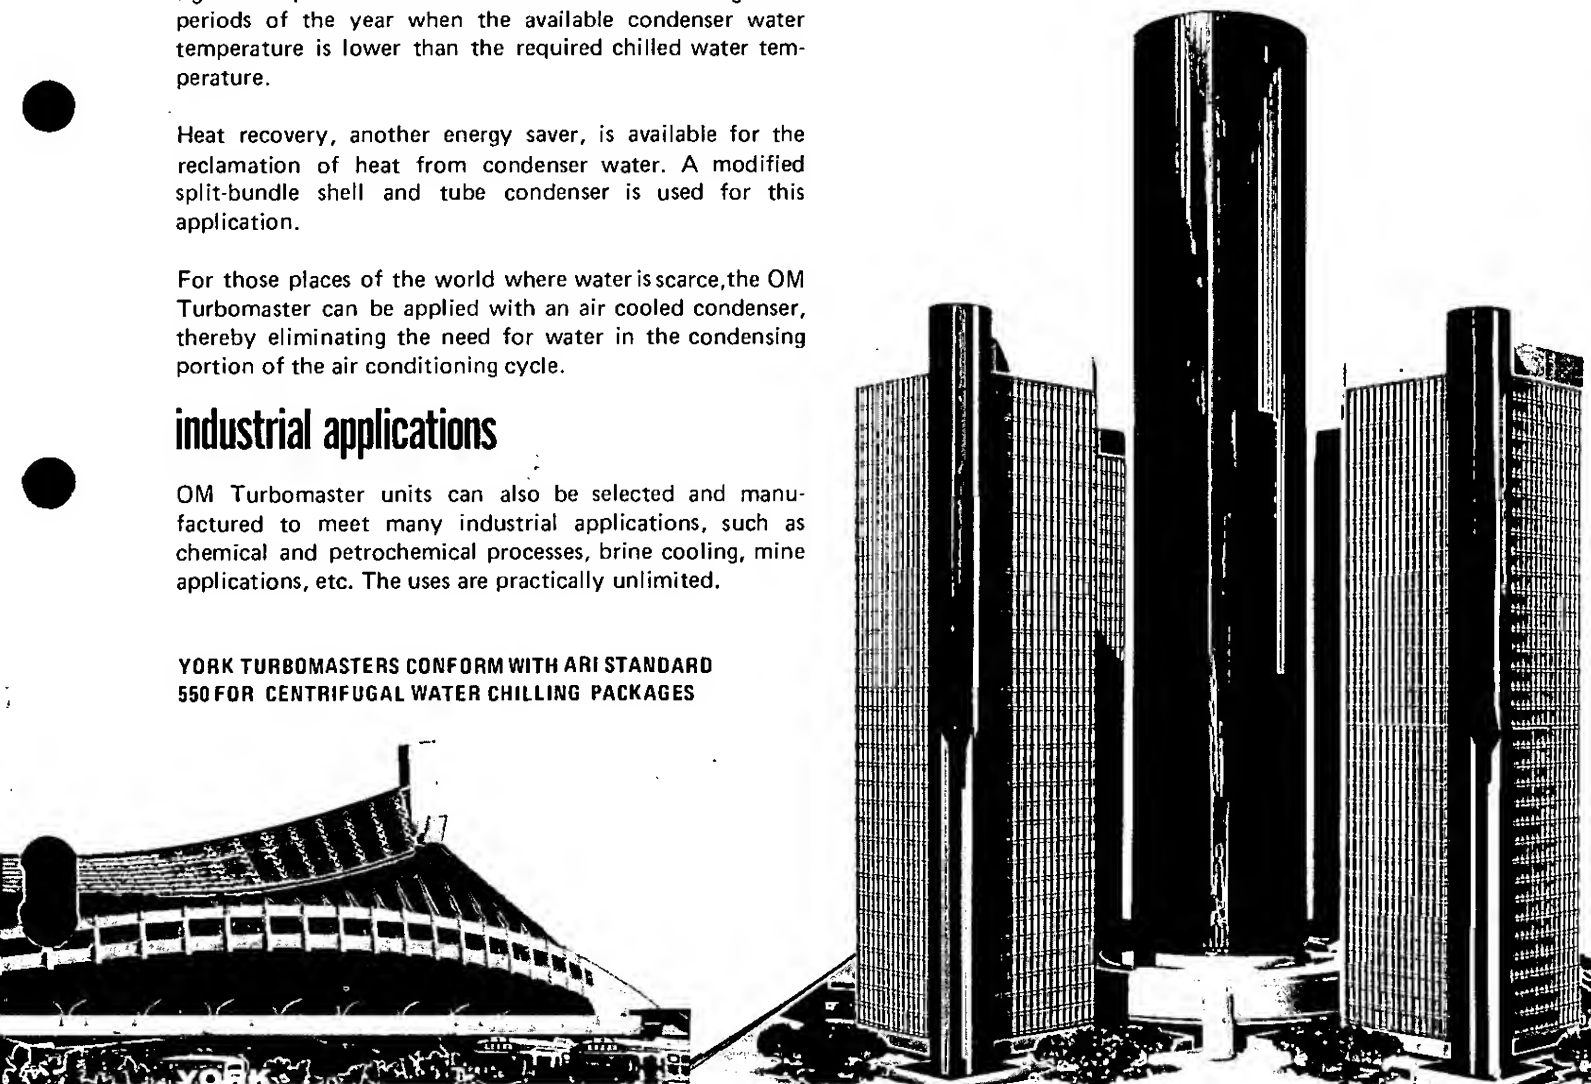 periods of the year when the available condenser water
temperature is lower than the required chilled water tem-
perature.
Heat recovery, another energy saver, is available for the
reclamation of heat from condenser water. A modified
split-bundle shell and tube condenser is used for this
application.
For those places of the world where water is scarce,the OM
Turbomaster can be applied with an air cooled condenser,
thereby eliminating the need for water in the condensing
portion of the air conditioning cycle.
industrial applications
OM Turbomaster units can also be selected and manu-
factured to meet many industrial applications, such as
chemical and petrochemical processes, brine cooling, mine
applications, etc. The uses are practically unlimited.
YORK TURBOMASTERS CONFORM WITH ARI STANDARD
550 FOR CENTRIFUGAL WATER CHILLING PACKAGES
YORK